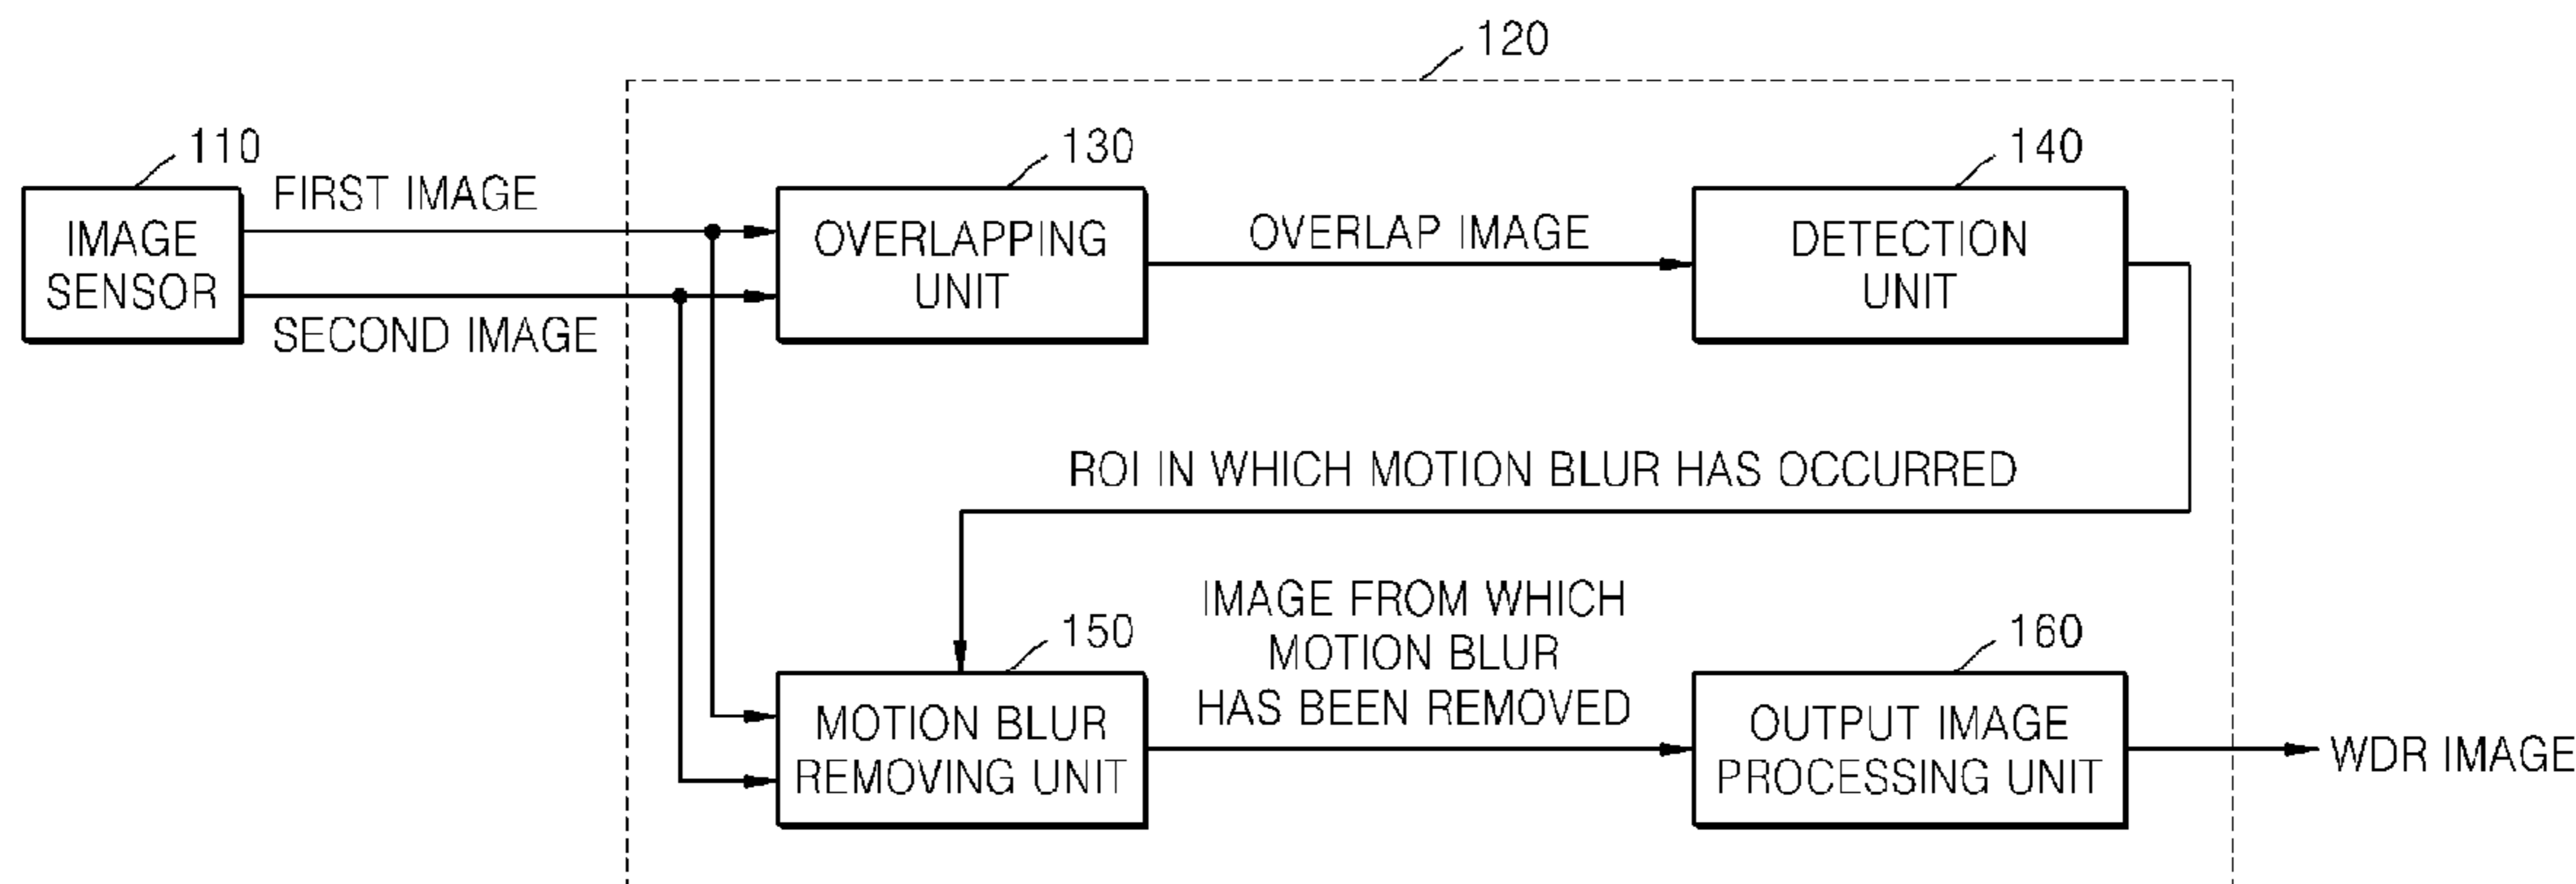 120
110
130
140
FIRST IMAGE
IMAGE
SENSOR
SECOND IMAGE
OVERLAPPING
UNIT
OVERLAP IMAGE
DETECTION
UNIT
ROI IN WHICH MOTION BLUR HAS OCCURRED
IMAGE FROM WHICH
MOTION BLUR
HAS BEEN REMOVED
150
160
MOTION BLUR
REMOVING UNIT
OUTPUT IMAGE
PROCESSING UNIT
WDR IMAGE